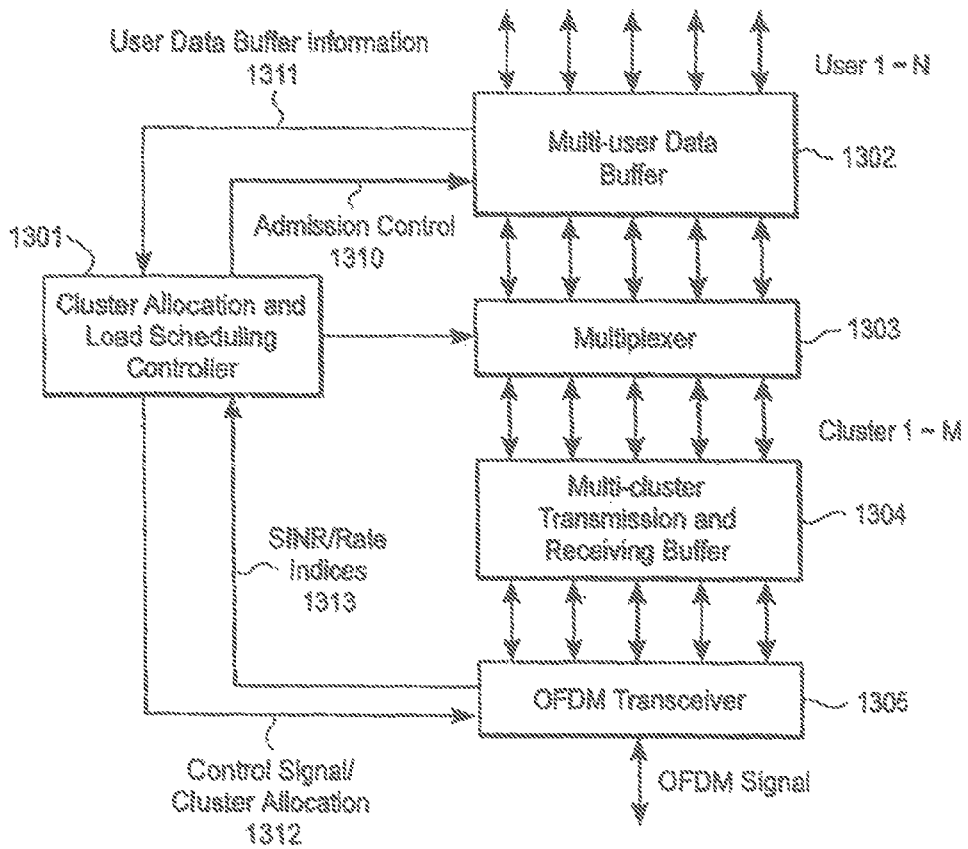 User Data Buffer Information
1311
User 1 ~ N
Multi-user Data
Buffer
1302
Admission Control
1310
1301
Cluster Allocation and
Load Scheduling
Controller
Multiplexer
1303
Cluster 1 ~ M
Multi-cluster
Transmission and
Receiving Buffer
1304
SINR/Rate
Indices
1313
OFDM Transceiver
1305
Control Signal/
Cluster Allocation
1312
OFDM Signal